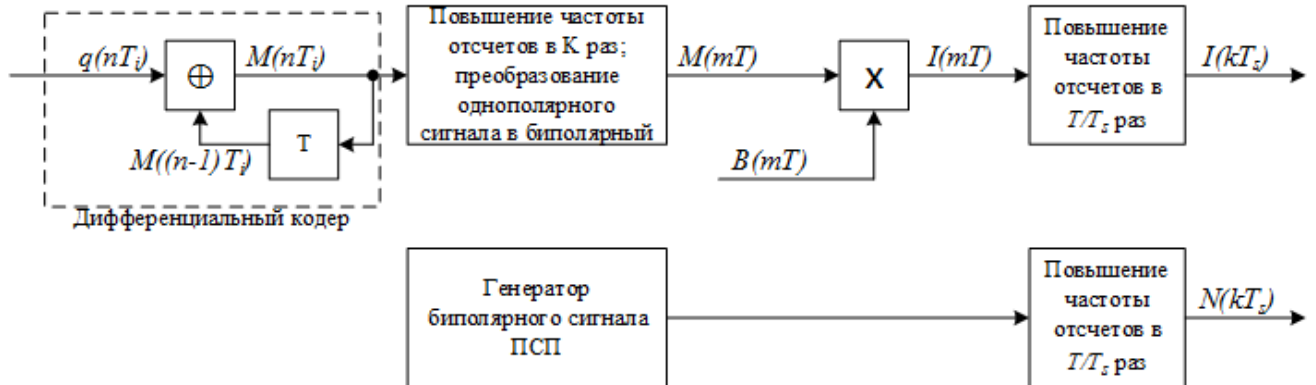 q(nTᵢ)
⊕
M(nTᵢ)
T
M((n-1)Tᵢ)
Дифференциальный кодер
Повышение частоты
отсчетов в K раз;
преобразование
однополярного
сигнала в биполярный
M(mT)
X
B(mT)
I(mT)
Повышение
частоты
отсчетов в
T/Tₛ раз
I(kTₛ)
Генератор
биполярного сигнала
ПСП
Повышение
частоты
отсчетов в
T/Tₛ раз
N(kTₛ)